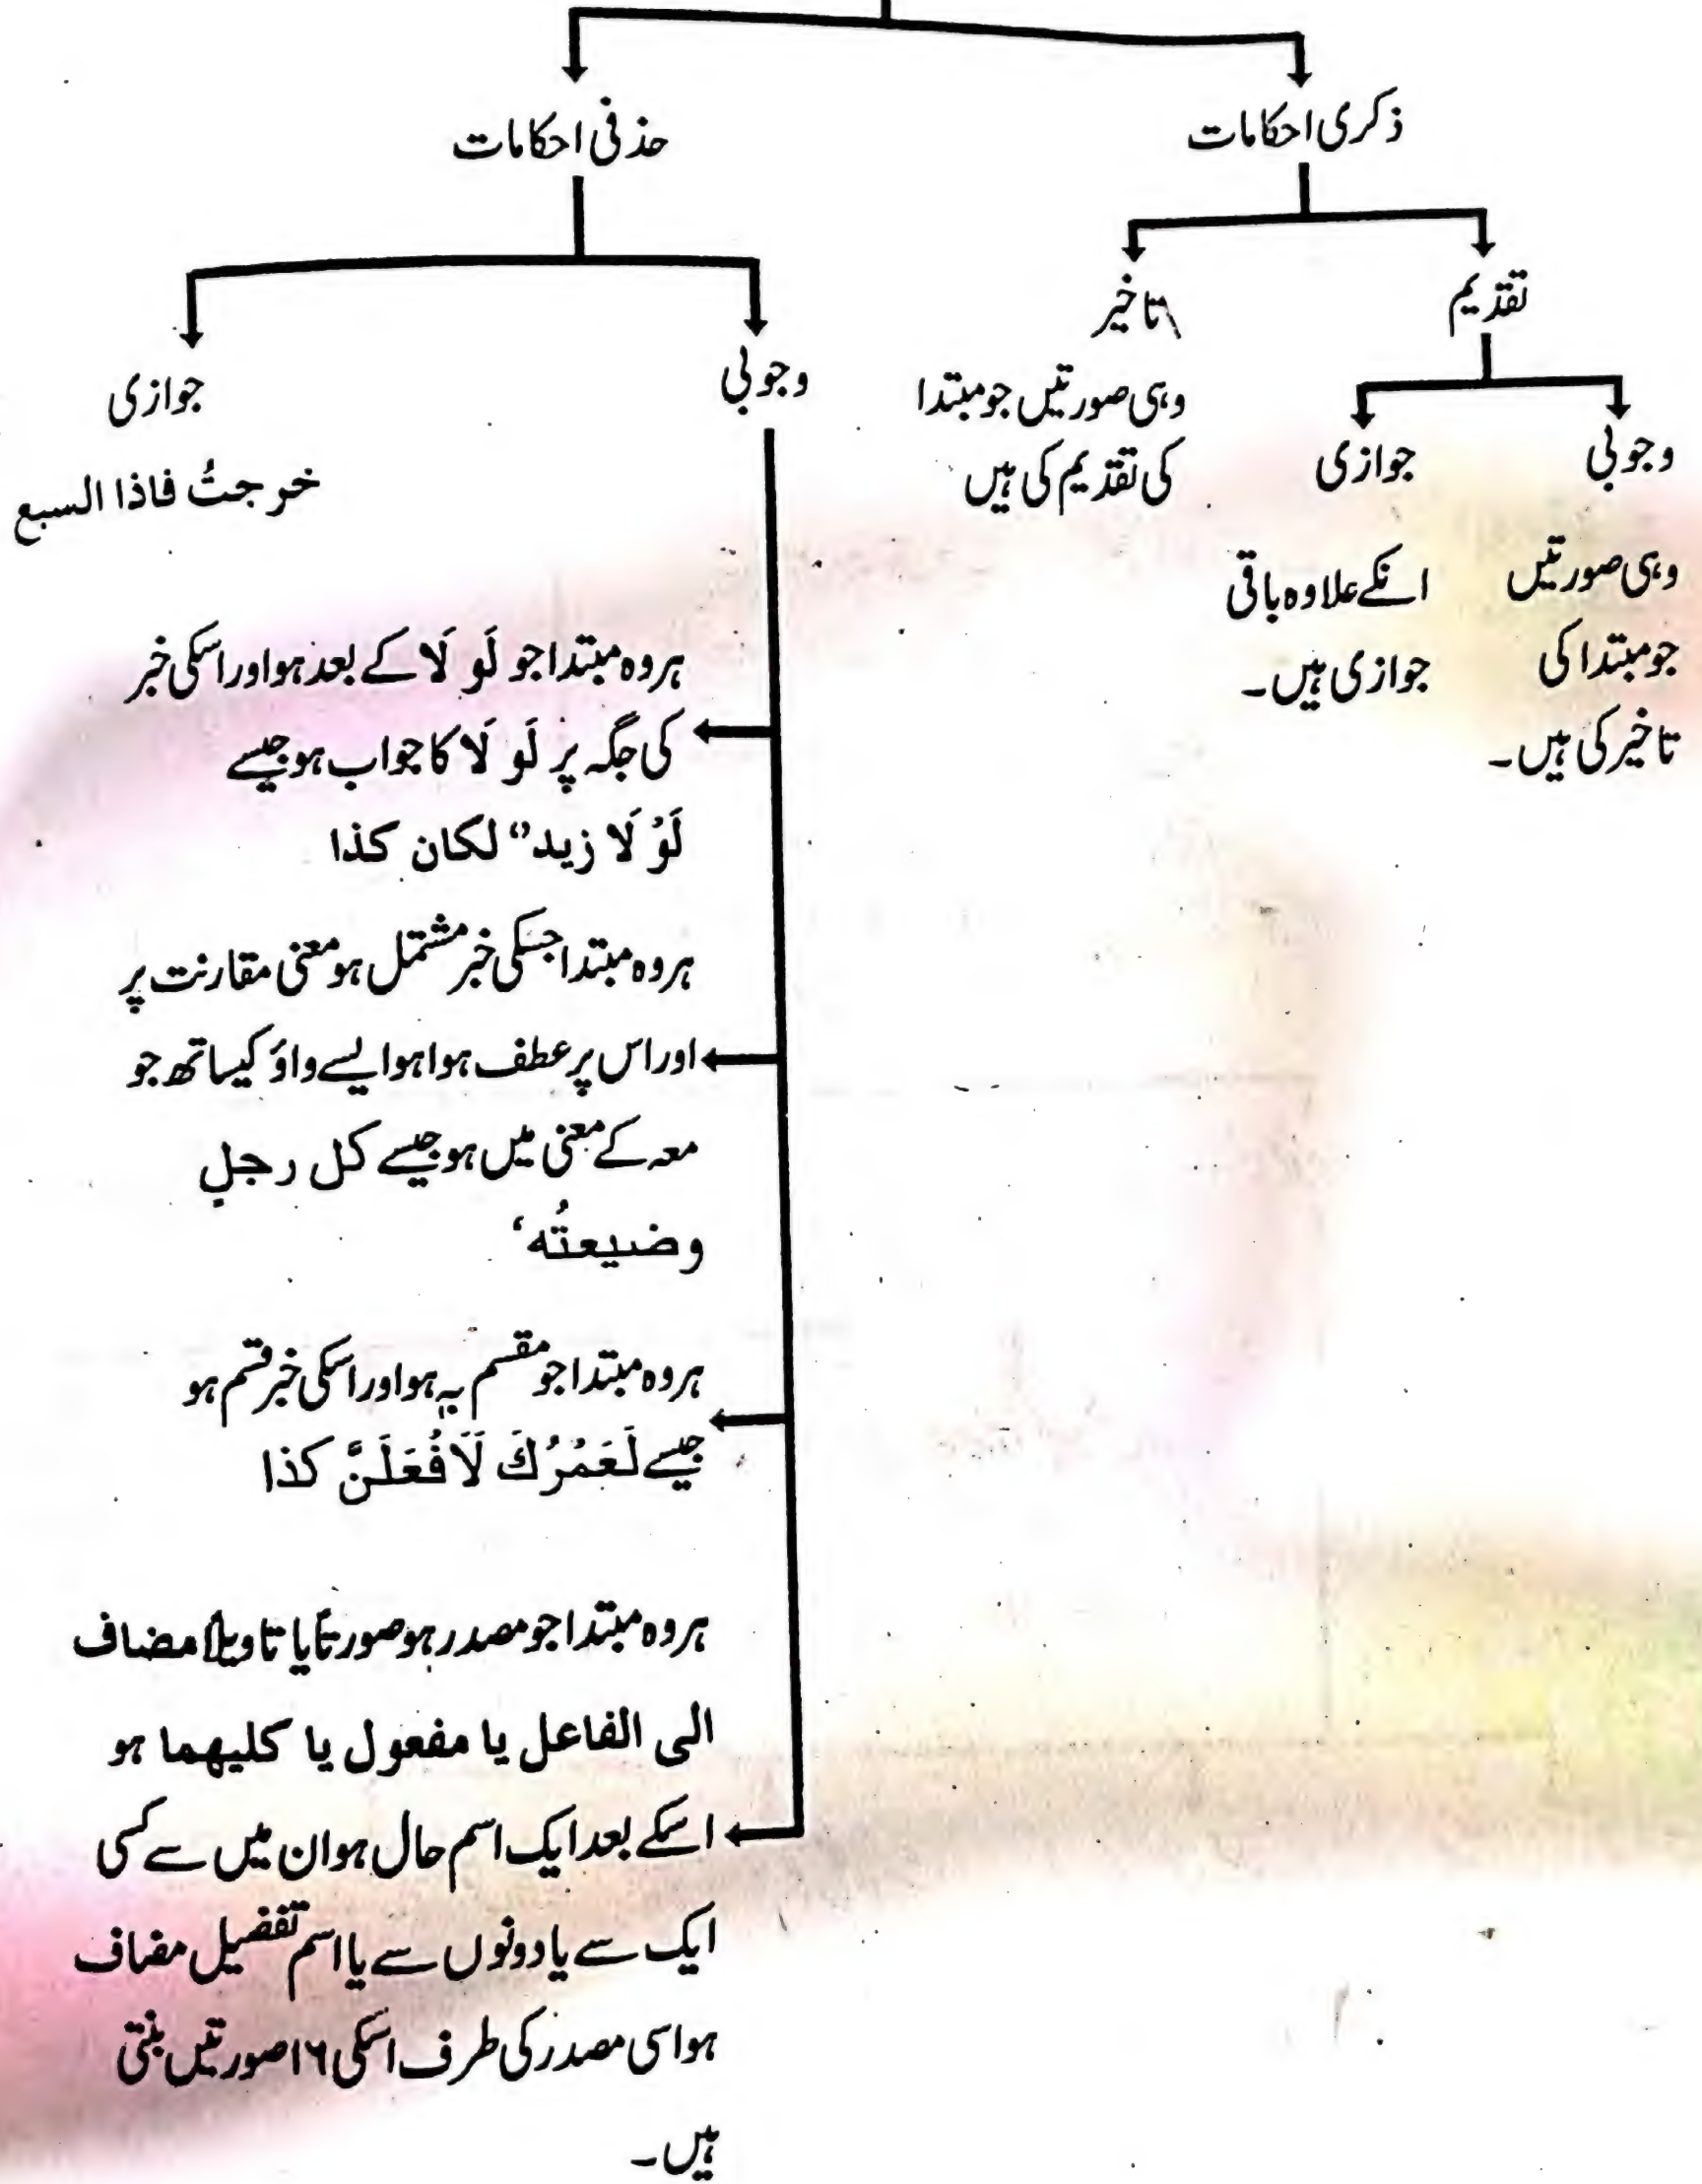 ذکری احکامات
حذفی احکامات
تقدیم
تاخیر
وجوبی
جوازی
وہی صورتیں
جو مبتدا کی
تاخیر کی ہیں۔
انکے علاوہ باقی
جوازی ہیں۔
وہی صورتیں جو مبتدا
کی تقدیم کی ہیں
وجوبی
جوازی
خرجتُ فاذا السبع
ہر وہ مبتدا جو لَو لَا کے بعد ہو اور اسکی خبر
کی جگہ پر لَو لَا کا جواب ہو جیسے
لَوْ لَا زید" لکان کذا
ہر وہ مبتدا جسکی خبر مشتمل ہو معنی مقارنت پر
اور اس پر عطف ہوا ہو ایسے واؤ کیساتھ جو
معہ کے معنی میں ہو جیسے کل رجلٍ
وضیعتُه‘
ہر وہ مبتدا جو مقسم بہٖ ہو اور اسکی خبر قسم ہو
جیسے لَعَمْرُكَ لَاَفْعَلَنَّ کذا
ہر وہ مبتدا جو مصدر ہو صورتاً یا تاویلاً مضاف
الی الفاعل یا مفعول یا کلیهما ہو
اسکے بعد ایک اسم حال ہو ان میں سے کسی
ایک سے یا دونوں سے یا اسم تفضیل مضاف
ہو اسی مصدر کی طرف اسکی ۱۶ صورتیں بنتی
ہیں۔